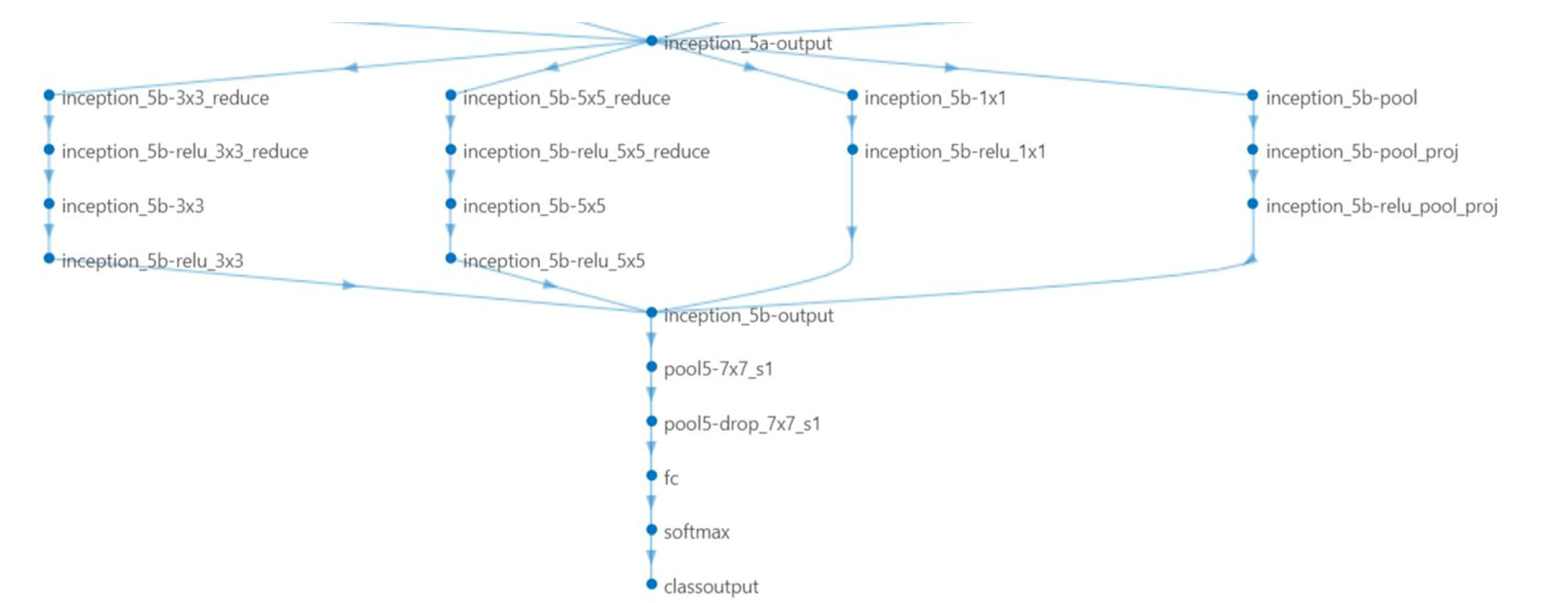 inception_5a-output
inception_5b-3x3_reduce
inception_5b-5x5_reduce
inception_5b-1x1
inception_5b-pool
inception_5b-relu_3x3_reduce
inception_5b-relu_5x5_reduce
inception_5b-relu_1x1
inception_5b-pool_proj
inception_5b-3x3
inception_5b-5x5
inception_5b-relu_pool_proj
inception_5b-relu_3x3
inception_5b-relu_5x5
inception_5b-output
pool5-7x7_s1
pool5-drop_7x7_s1
fc
softmax
classoutput